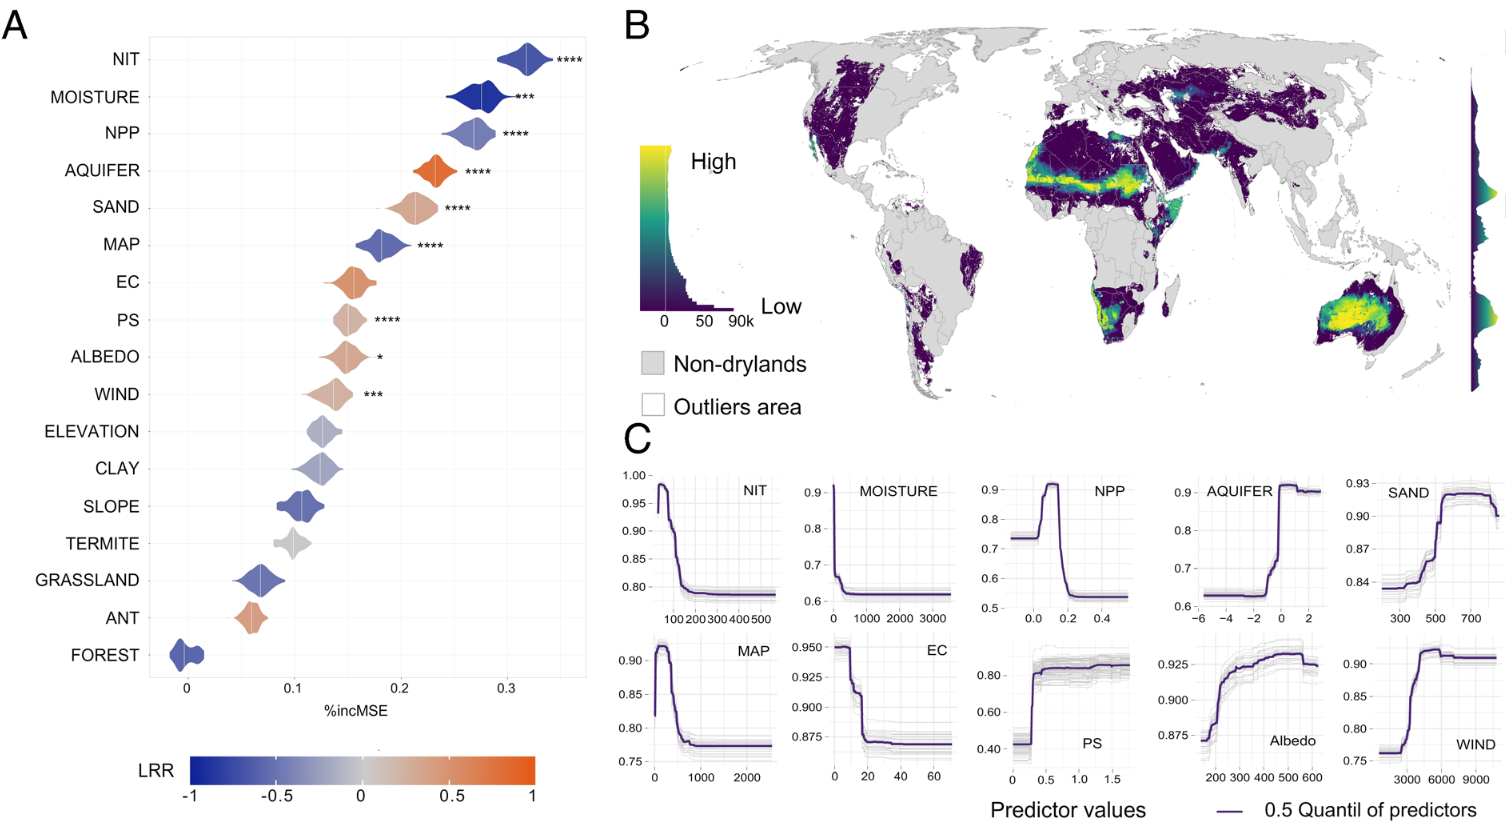 A
NIT ****
MOISTURE ***
NPP ****
AQUIFER ****
SAND ****
MAP ****
EC
PS ****
ALBEDO *
WIND ***
ELEVATION
CLAY
SLOPE
TERMITE
GRASSLAND
ANT
FOREST
0 0.1 0.2 0.3
%incMSE
LRR
-1 -0.5 0 0.5 1
B
High
Low
0 50 90k
Non-drylands
Outliers area
C
NIT
1.00
0.95
0.90
0.85
0.80
100 200 300 400 500
MOISTURE
0.9
0.8
0.7
0.6
0 1000 2000 3000
NPP
0.9
0.8
0.7
0.6
0.5
0.0 0.2 0.4
AQUIFER
0.9
0.8
0.7
0.6
−6 −4 −2 0 2
SAND
0.93
0.90
0.87
0.84
300 500 700
MAP
0.90
0.85
0.80
0.75
0 1000 2000
EC
0.950
0.925
0.900
0.875
0 20 40 60
PS
0.80
0.60
0.40
0 0.5 1.0 1.5
Albedo
0.925
0.900
0.875
200 300 400 500 600
WIND
0.90
0.85
0.80
0.75
3000 6000 9000
Predictor values
0.5 Quantil of predictors